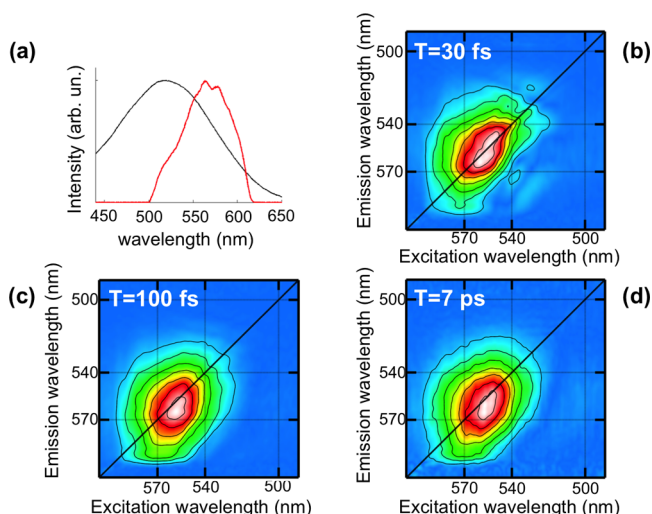 (a)
Intensity (arb. un.)
440 500 550 600 650
wavelength (nm)
T=30 fs
(b)
Emission wavelength (nm)
500
540
570
570 540 500
Excitation wavelength (nm)
(c)
T=100 fs
Emission wavelength (nm)
500
540
570
570 540 500
Excitation wavelength (nm)
T=7 ps
(d)
Emission wavelength (nm)
500
540
570
570 540 500
Excitation wavelength (nm)